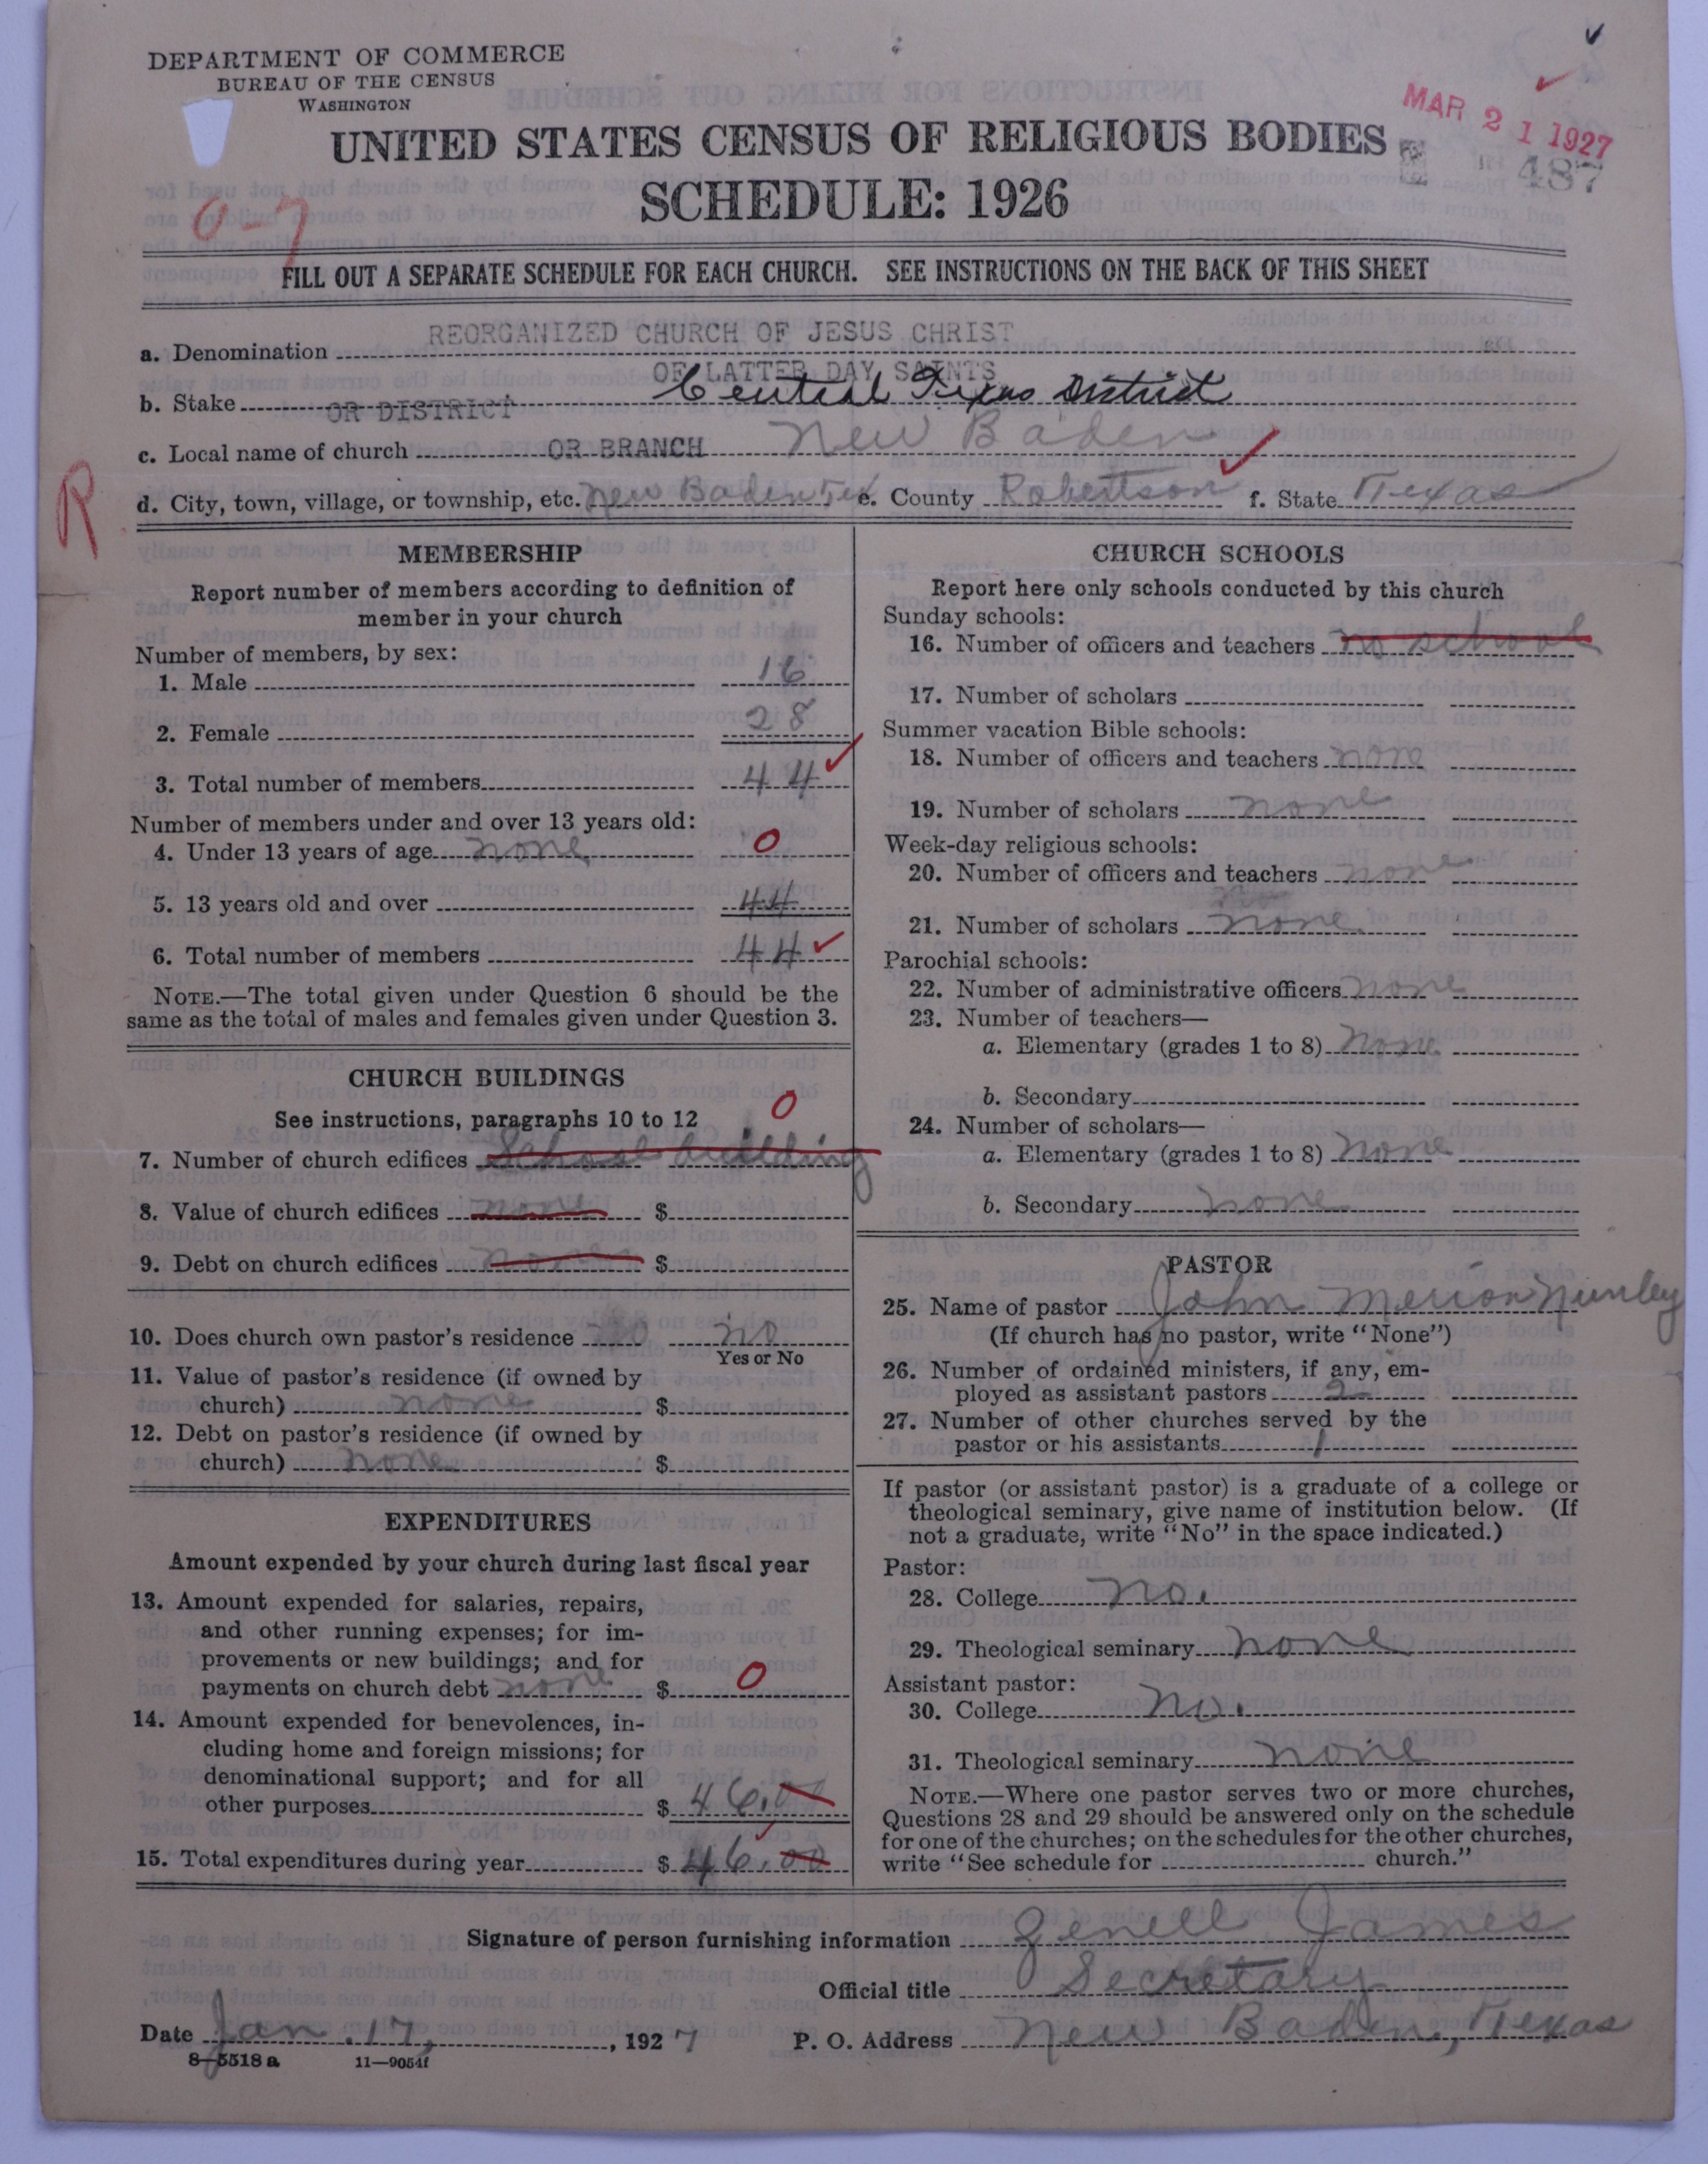 DEPARTMENT OF COMMERCE
BUREAU OF THE CENSUS
WASHINGTON
UNITED STATES CENSUS OF RELIGIOUS BODIES
MAR 21 1927
487
SCHEDULE: 1926
0-7
FILL OUT A SEPARATE SCHEDULE FOR EACH CHURCH. SEE INSTRUCTIONS ON THE BACK OF THIS SHEET
a. Denomination REORGANIZED CHURCH OF JESUS CHRIST
OF LATTER DAY SAINTS
b. Stake OR DISTRICT Central Texas District
c. Local name of church OR BRANCH New Baden
R
d. City, town, village, or township, etc. New Baden Tex e. County Robertson f. State Texas
MEMBERSHIP
Report number of members according to definition of
member in your church
Number of members, by sex:
1. Male 16
2. Female 28
3. Total number of members 44
Number of members under and over 13 years old:
4. Under 13 years of age none 0
5. 13 years old and over 44
6. Total number of members 44
NOTE.—The total given under Question 6 should be the
same as the total of males and females given under Question 3.
CHURCH BUILDINGS
See instructions, paragraphs 10 to 12 0
7. Number of church edifices School building
8. Value of church edifices none $
9. Debt on church edifices none $
10. Does church own pastor's residence no no
Yes or No
11. Value of pastor's residence (if owned by
church) none $
12. Debt on pastor's residence (if owned by
church) none $
EXPENDITURES
Amount expended by your church during last fiscal year
13. Amount expended for salaries, repairs,
and other running expenses; for im-
provements or new buildings; and for
payments on church debt none $ 0
14. Amount expended for benevolences, in-
cluding home and foreign missions; for
denominational support; and for all
other purposes $ 46.00
15. Total expenditures during year $ 46.00
CHURCH SCHOOLS
Report here only schools conducted by this church
Sunday schools:
16. Number of officers and teachers no school
17. Number of scholars
Summer vacation Bible schools:
18. Number of officers and teachers none
19. Number of scholars none
Week-day religious schools:
20. Number of officers and teachers none
no
21. Number of scholars none
Parochial schools:
22. Number of administrative officers none
23. Number of teachers—
a. Elementary (grades 1 to 8) none
b. Secondary
24. Number of scholars—
a. Elementary (grades 1 to 8) none
b. Secondary none
PASTOR
25. Name of pastor John Merion Nunley
(If church has no pastor, write "None")
26. Number of ordained ministers, if any, em-
ployed as assistant pastors 2
27. Number of other churches served by the
pastor or his assistants 1
If pastor (or assistant pastor) is a graduate of a college or
theological seminary, give name of institution below. (If
not a graduate, write "No" in the space indicated.)
Pastor:
28. College no.
29. Theological seminary none
Assistant pastor:
30. College no.
31. Theological seminary none
NOTE.—Where one pastor serves two or more churches,
Questions 28 and 29 should be answered only on the schedule
for one of the churches; on the schedules for the other churches,
write "See schedule for church."
Signature of person furnishing information Zenell James
Official title Secretary
Date Jan. 17, 1927 P. O. Address New Baden, Texas
8—5518 a 11—9054f